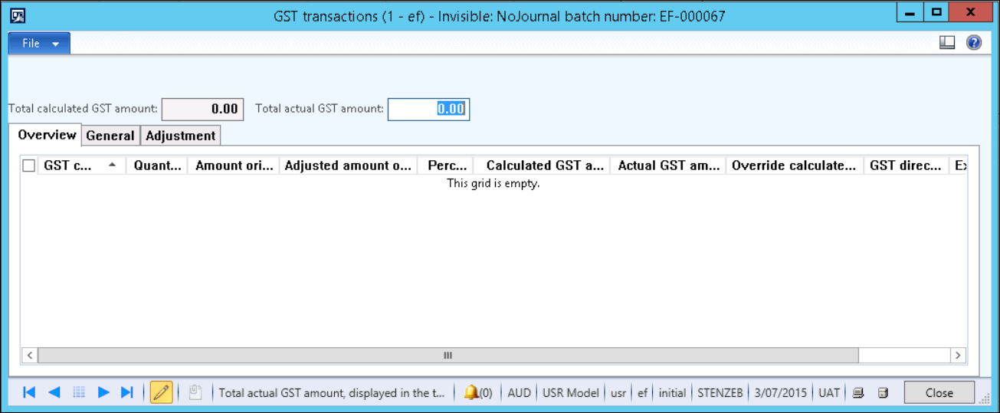 GST transactions (1 - ef) - Invisible: NoJournal batch number: EF-000067
File
Total calculated GST amount: 0.00 Total actual GST amount: 0.00
Overview General Adjustment
GST c... Quant... Amount ori... Adjusted amount o... Perc... Calculated GST a... Actual GST am... Override calculate... GST direc... Ex
This grid is empty.
Total actual GST amount, displayed in the t... (0) AUD USR Model usr ef initial STENZEB 3/07/2015 UAT Close